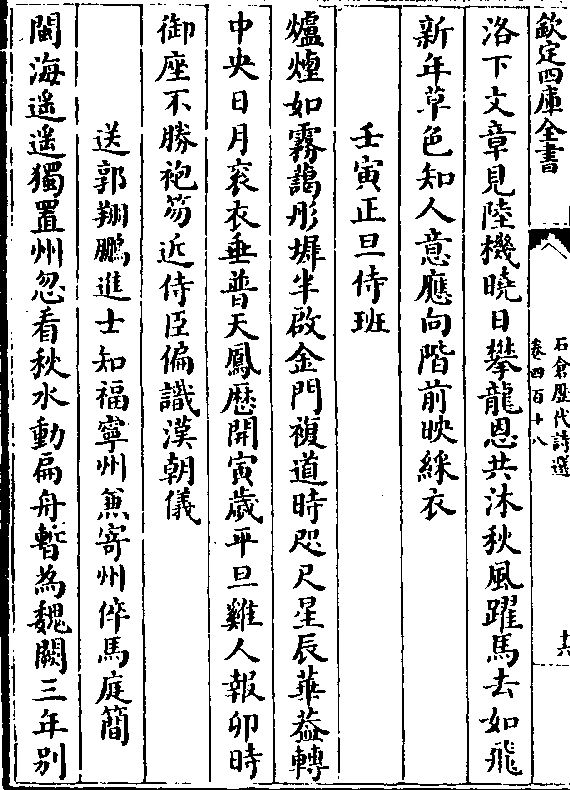 欽定四庫全書
石倉歷代詩選
卷四百十八
十六
洛下文章見陸機曉日攀龍恩共沐秋風躍馬去如飛
新年草色知人意應向階前映綵衣
壬寅正旦侍班
爐煙如霧藹彤墀半啟金門複道時咫尺星辰華葢轉
中央日月衮衣垂普天鳳歴開寅歲平旦雞人報卯時
御座不勝袍笏近侍臣偏識漢朝儀
送郭翔鵬進士知福寧州兼寄州倅馬庭簡
閩海遥遥獨置州忽看秋水動扁舟暫為魏闕三年別